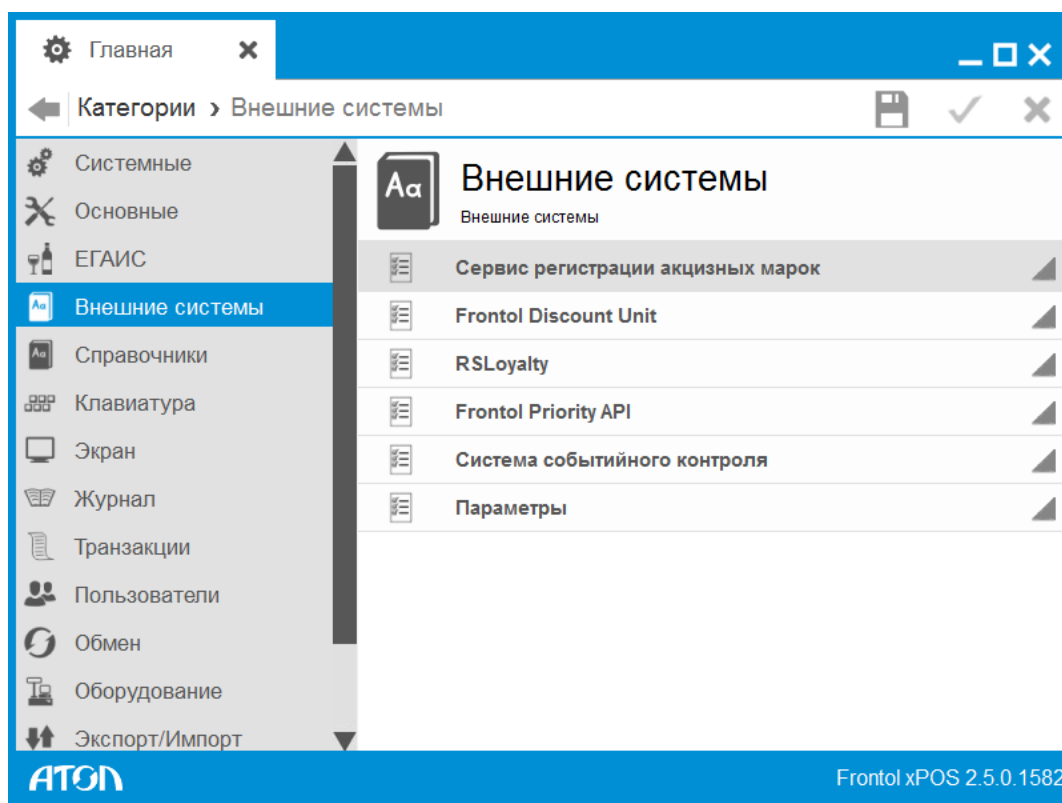 Главная
Категории › Внешние системы
Системные
Основные
ЕГАИС
Внешние системы
Справочники
Клавиатура
Экран
Журнал
Транзакции
Пользователи
Обмен
Оборудование
Экспорт/Импорт
Aα
Внешние системы
Внешние системы
Сервис регистрации акцизных марок
Frontol Discount Unit
RSLoyalty
Frontol Priority API
Система событийного контроля
Параметры
АТОЛ
Frontol xPOS 2.5.0.1582